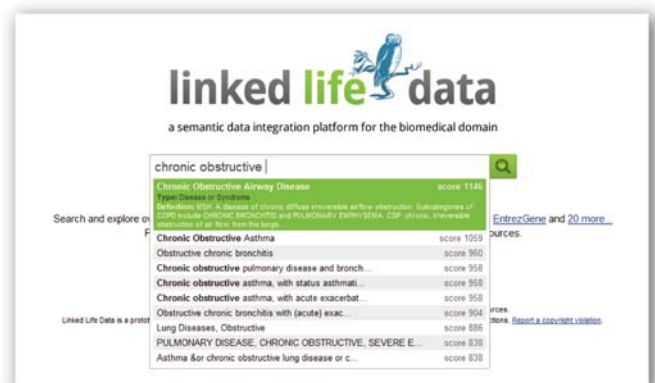 linked life data
a semantic data integration platform for the biomedical domain
chronic obstructive
Chronic Obstructive Airway Disease score 1146
Type: Disease or Syndrome
Definition: MSH: A disease of chronic diffuse irreversible airflow obstruction. Subcategories of
COPD include CHRONIC BRONCHITIS and PULMONARY EMPHYSEMA. CSP: chronic, irreversible
obstruction of air flow from the lungs.
Search and explore ov EntrezGene and 20 more...
F ources.
Chronic Obstructive Asthma score 1059
Obstructive chronic bronchitis score 960
Chronic obstructive pulmonary disease and bronch... score 958
Chronic obstructive asthma, with status asthmati... score 958
Chronic obstructive asthma, with acute exacerbat... score 958
Obstructive chronic bronchitis with (acute) exac... score 904
urces.
Linked Life Data is a protot ctions. Report a copyright violation.
Lung Diseases, Obstructive score 886
PULMONARY DISEASE, CHRONIC OBSTRUCTIVE, SEVERE E... score 838
Asthma &or chronic obstructive lung disease or c... score 838